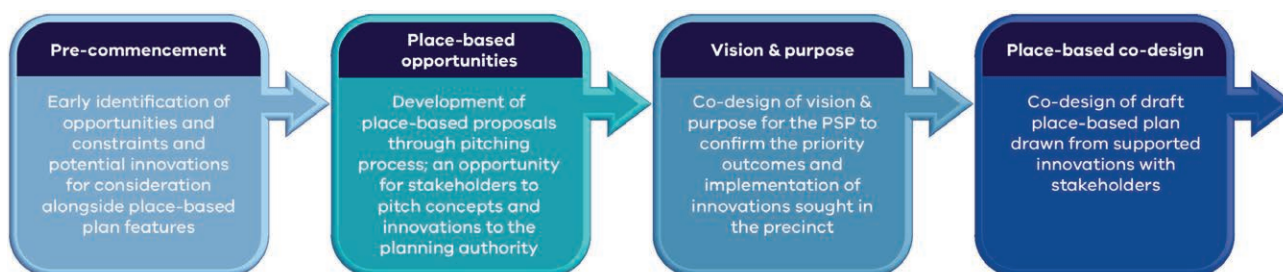 Pre-commencement
Early identification of
opportunities and
constraints and
potential innovations
for consideration
alongside place-based
plan features
Place-based
opportunities
Development of
place-based proposals
through pitching
process; an opportunity
for stakeholders to
pitch concepts and
innovations to the
planning authority
Vision & purpose
Co-design of vision &
purpose for the PSP to
confirm the priority
outcomes and
implementation of
innovations sought in
the precinct
Place-based co-design
Co-design of draft
place-based plan
drawn from supported
innovations with
stakeholders